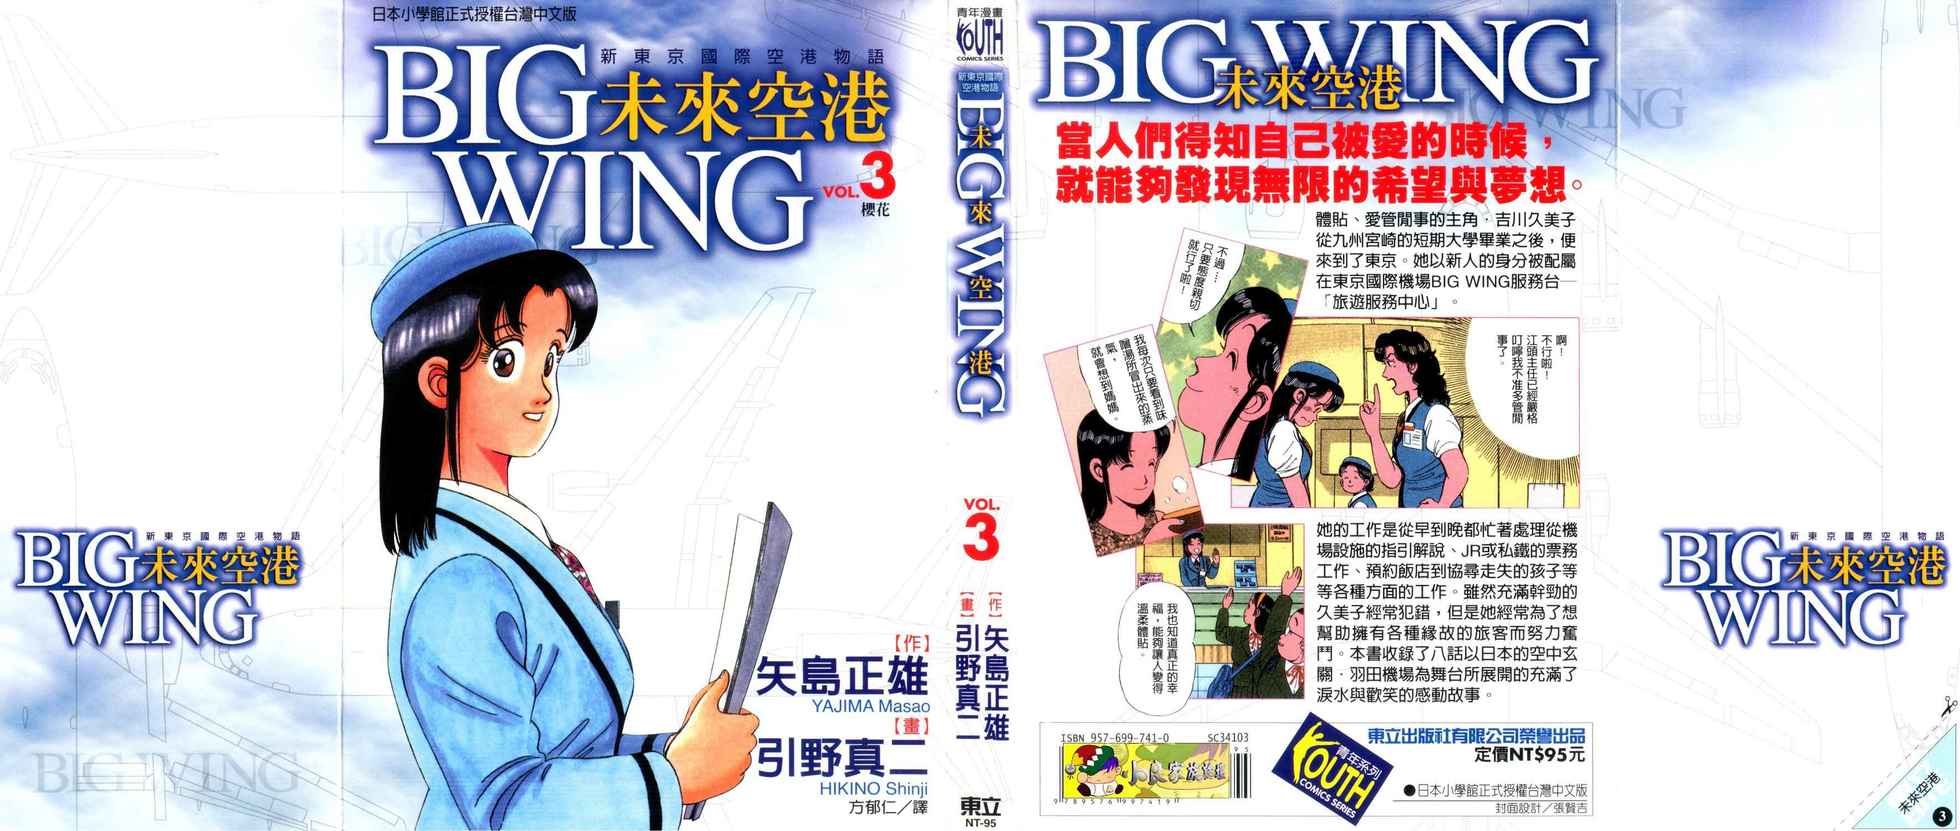 新東京國際空港物語
BIG未來空港
WING
BIG WING
日本小學館正式授權台灣中文版
新東京國際空港物語
BIG未來空港
WING
VOL.3
櫻花
BIG WING
【作】
矢島正雄
YAJIMA Masao
【畫】
引野真二
HIKINO Shinji
方郁仁／譯
青年漫畫
YOUTH
COMICS SERIES
新東京國際
空港物語
BIG WING
未來空港
VOL.
3
【作】矢島正雄
【畫】引野真二
東立
NT-95
BIG WING
未來空港
BIG WING
當人們得知自己被愛的時候，
就能夠發現無限的希望與夢想。
體貼、愛管閒事的主角．吉川久美子
從九州宮崎的短期大學畢業之後，便
來到了東京。她以新人的身分被配屬
在東京國際機場BIG WING服務台─
「旅遊服務中心」。
不過…
只要態度親切
就行了啦！
我每次只要看到味
噌湯所冒出來的蒸
氣，
就會想到媽媽。
啊！
不行啦！
江頭主任已經嚴格
叮嚀我不准多管閒
事了。
我也知道真正的幸
福，能夠讓人變得
溫柔體貼。
她的工作是從早到晚都忙著處理從機
場設施的指引解說、JR或私鐵的票務
工作、預約飯店到協尋走失的孩子等
等各種方面的工作。雖然充滿幹勁的
久美子經常犯錯，但是她經常為了想
幫助擁有各種緣故的旅客而努力奮
鬥。本書收錄了八話以日本的空中玄
關．羽田機場為舞台所展開的充滿了
淚水與歡笑的感動故事。
ISBN 957-699-741-0
SC34103
95
9 789576 997419
青年系列
YOUTH
COMICS SERIES
東立出版社有限公司榮譽出品
定價NT$95元
●日本小學館正式授權台灣中文版
封面設計／張賢吉
新東京國際空港物語
BIG未來空港
WING
未來空港
3